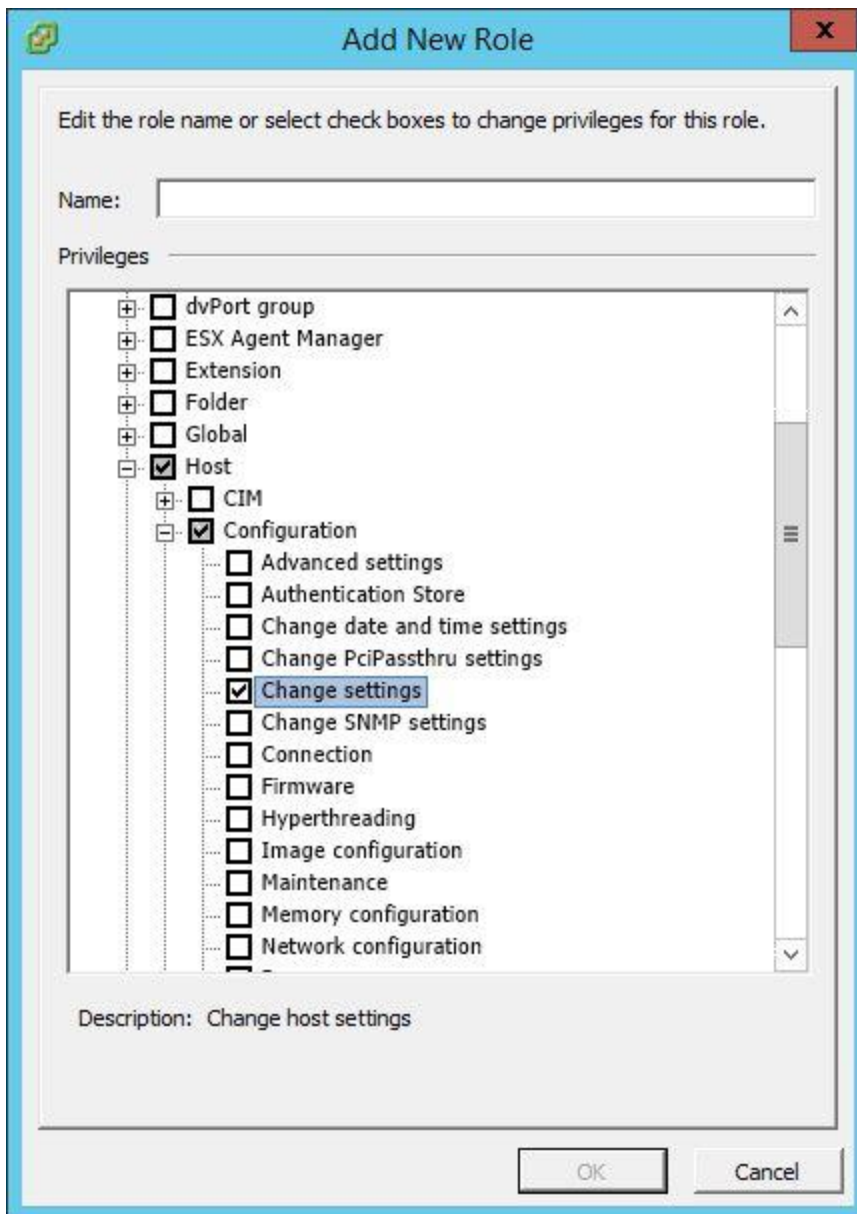 Add New Role
x
Edit the role name or select check boxes to change privileges for this role.
Name:
Privileges
dvPort group
ESX Agent Manager
Extension
Folder
Global
Host
CIM
Configuration
Advanced settings
Authentication Store
Change date and time settings
Change PciPassthru settings
Change settings
Change SNMP settings
Connection
Firmware
Hyperthreading
Image configuration
Maintenance
Memory configuration
Network configuration
Description: Change host settings
OK
Cancel